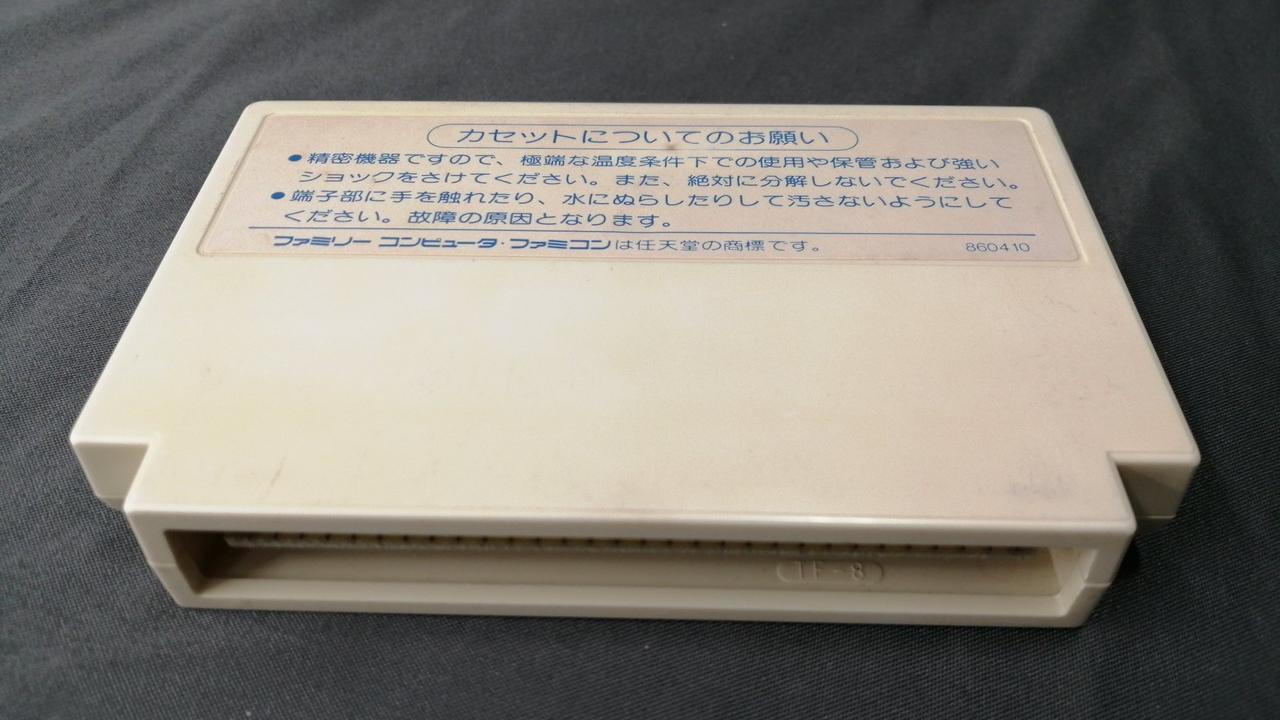 カセットについてのお願い
●精密機器ですので、極端な温度条件下での使用や保管および強い
ショックをさけてください。また、絶対に分解しないでください。
●端子部に手を触れたり、水にぬらしたりして汚さないようにして
ください。故障の原因となります。
ファミリー コンピュータ・ファミコンは任天堂の商標です。 860410
TF-8